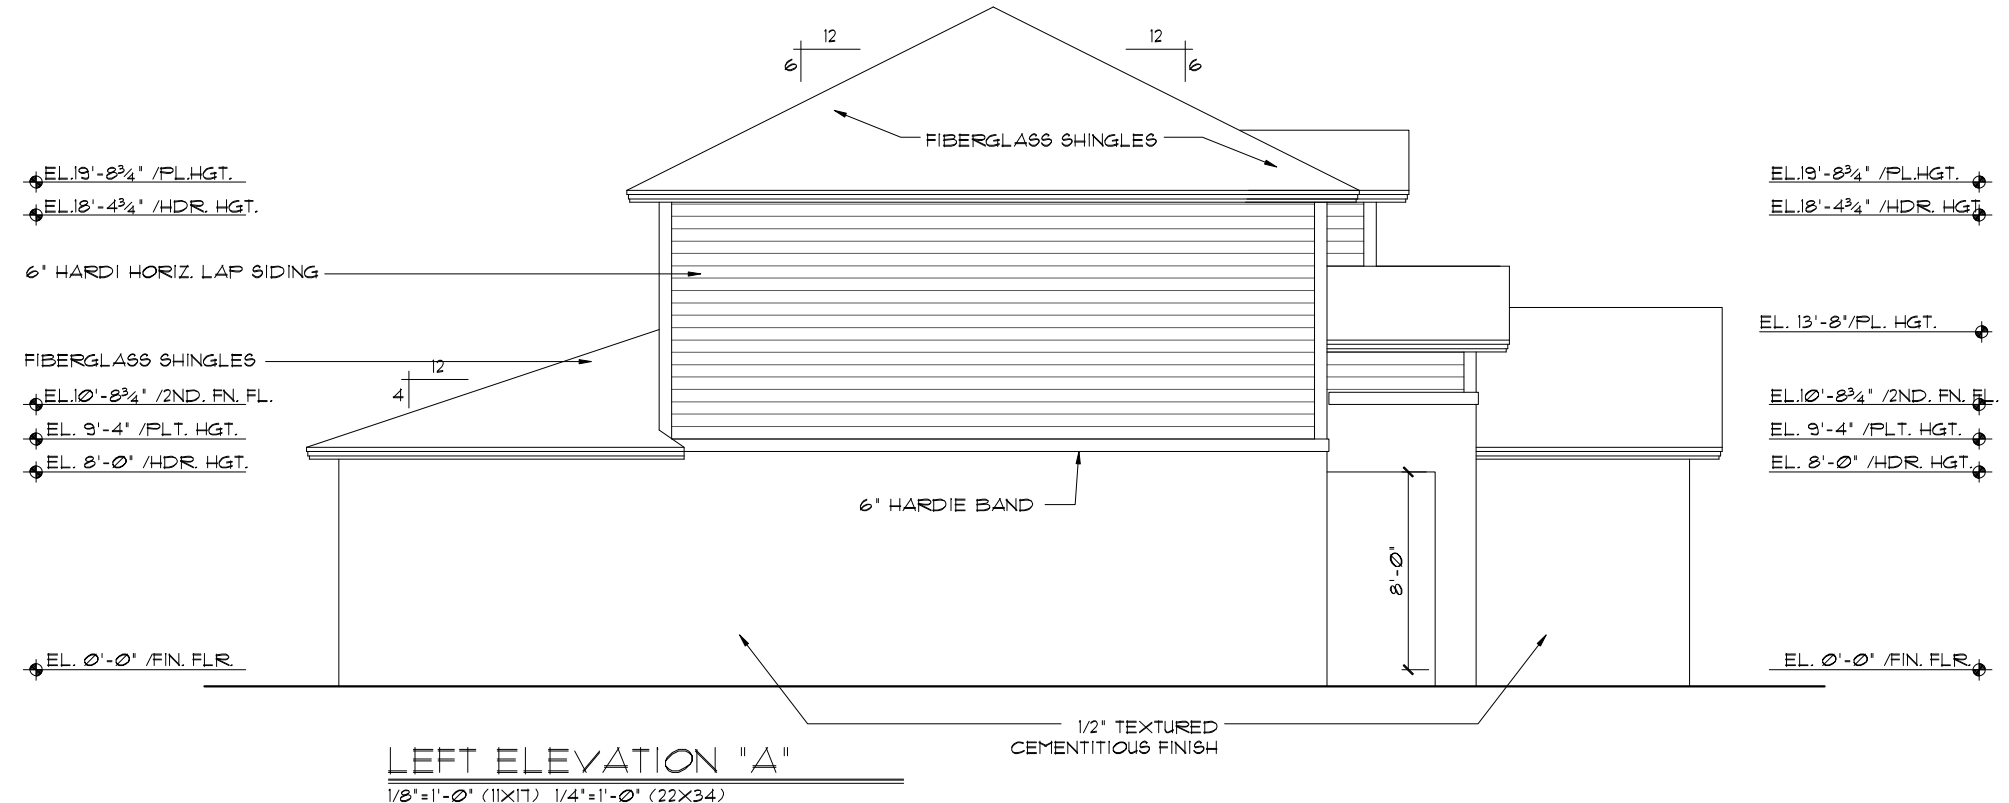 12
6
12
6
FIBERGLASS SHINGLES
EL.19'-8¾" /PL.HGT.
EL.19'-8¾" /PL.HGT.
EL.18'-4¾" /HDR. HGT.
EL.18'-4¾" /HDR. HGT.
6" HARDI HORIZ. LAP SIDING
EL. 13'-8"/PL. HGT.
FIBERGLASS SHINGLES
12
4
EL.10'-8¾" /2ND. FN. FL.
EL.10'-8¾" /2ND. FN. FL.
EL. 9'-4" /PLT. HGT.
EL. 9'-4" /PLT. HGT.
EL. 8'-0" /HDR. HGT.
EL. 8'-0" /HDR. HGT.
6" HARDIE BAND
8'-0"
EL. 0'-0" /FIN. FLR.
EL. 0'-0" /FIN. FLR.
1/2" TEXTURED
CEMENTITIOUS FINISH
LEFT ELEVATION "A"
1/8"=1'-0" (11X17) 1/4"=1'-0" (22X34)